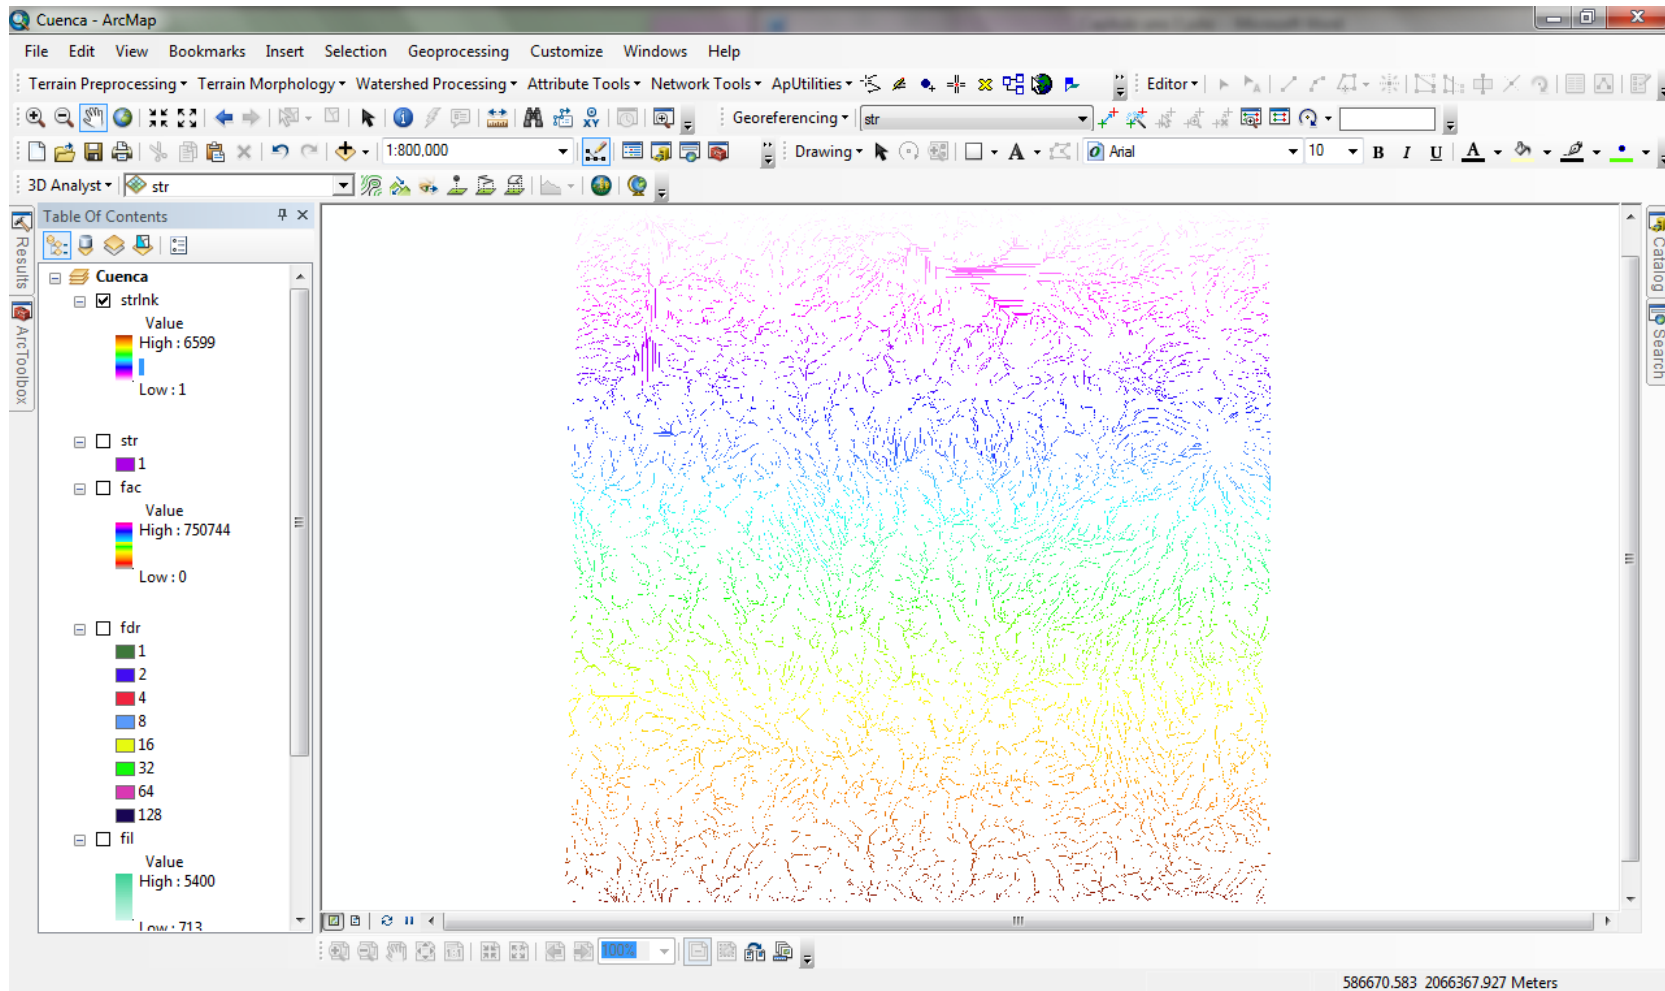 Cuenca - ArcMap
File Edit View Bookmarks Insert Selection Geoprocessing Customize Windows Help
Terrain Preprocessing Terrain Morphology Watershed Processing Attribute Tools Network Tools ApUtilities Editor
Georeferencing str
1:800,000 Drawing A Arial 10 B I U A
3D Analyst str
Table Of Contents
Results
ArcToolbox
Catalog
Search
Cuenca
strlnk
Value
High : 6599
Low : 1
str
1
fac
Value
High : 750744
Low : 0
fdr
1
2
4
8
16
32
64
128
fil
Value
High : 5400
Low : 713
100%
586670.583 2066367.927 Meters